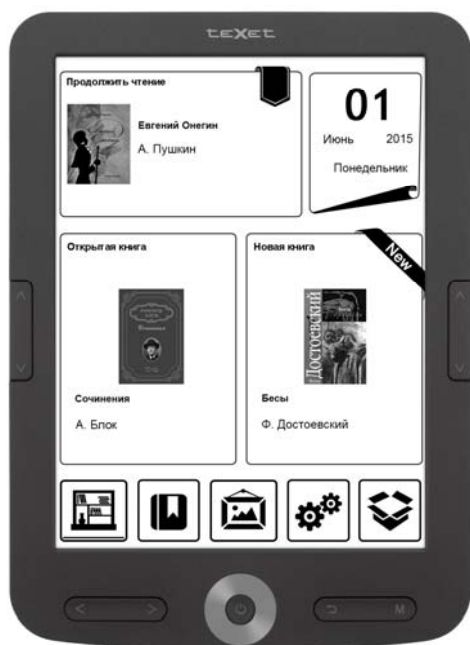 teXet
Продолжить чтение
Евгений Онегин
А. Пушкин
01
Июнь 2015
Понедельник
Открытая книга
Сочинения
А. Блок
Новая книга
New
Достоевский
Бесы
Бесы
Ф. Достоевский
< >
M